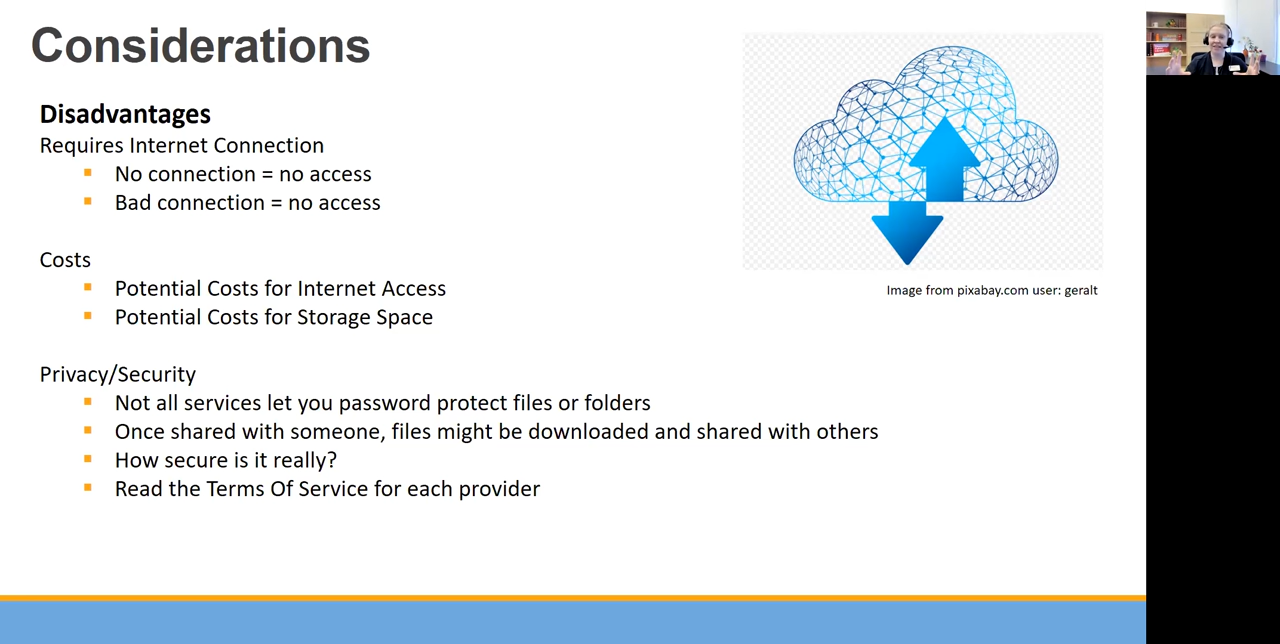 Considerations
Disadvantages
Requires Internet Connection
No connection = no access
Bad connection = no access
Costs
Potential Costs for Internet Access
Potential Costs for Storage Space
Privacy/Security
Not all services let you password protect files or folders
Once shared with someone, files might be downloaded and shared with others
How secure is it really?
Read the Terms Of Service for each provider
Image from pixabay.com user: geralt